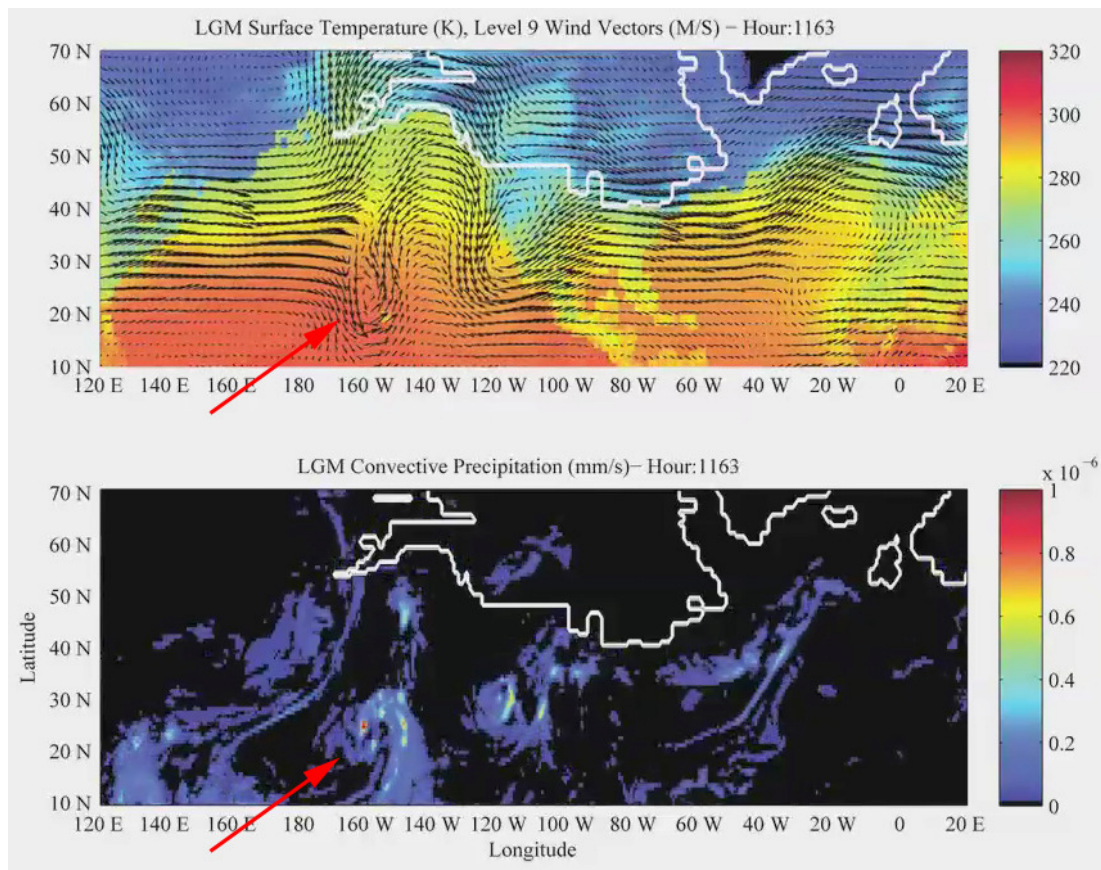 LGM Surface Temperature (K), Level 9 Wind Vectors (M/S) − Hour:1163
70 N
60 N
50 N
40 N
30 N
20 N
10 N
120 E 140 E 160 E 180 160 W 140 W 120 W 100 W 80 W 60 W 40 W 20 W 0 20 E
320
300
280
260
240
220
LGM Convective Precipitation (mm/s)− Hour:1163
x 10^-6
70 N
60 N
50 N
40 N
30 N
20 N
10 N
Latitude
120 E 140 E 160 E 180 160 W 140 W 120 W 100 W 80 W 60 W 40 W 20 W 0 20 E
Longitude
1
0.8
0.6
0.4
0.2
0